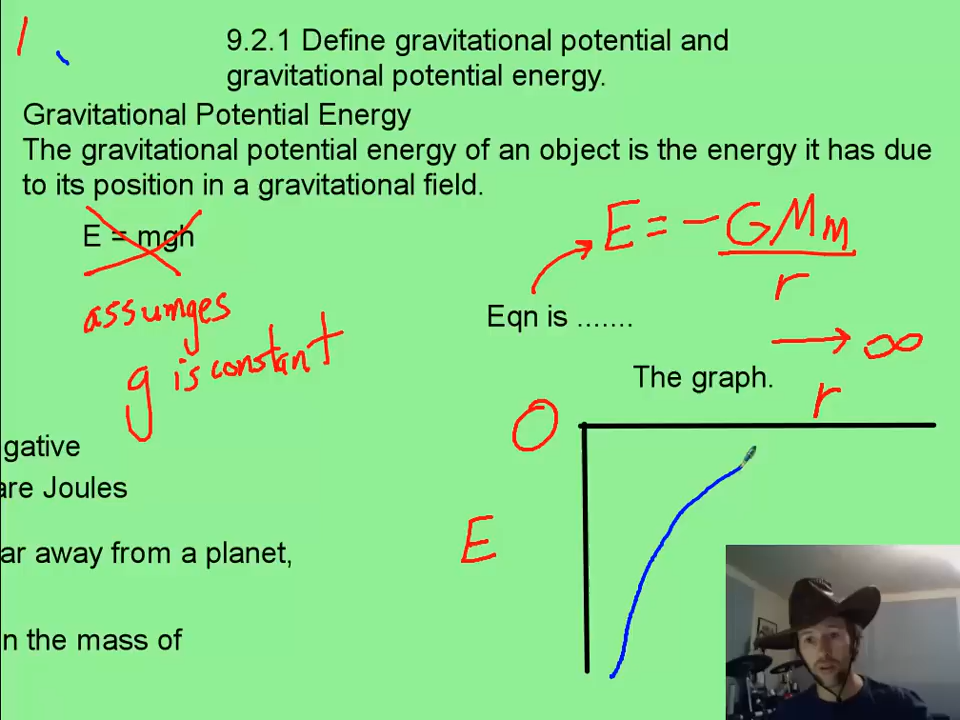 9.2.1 Define gravitational potential and
gravitational potential energy.
Gravitational Potential Energy
The gravitational potential energy of an object is the energy it has due
to its position in a gravitational field.
E = mgh
E = - GMm
r
assumges
g is constant
Eqn is .......
→ ∞
The graph.
r
O
gative
are Joules
E
ar away from a planet,
n the mass of